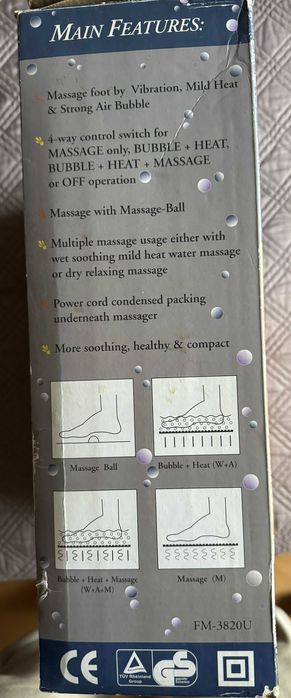 MAIN FEATURES:
Massage foot by Vibration, Mild Heat
& Strong Air Bubble
4-way control switch for
MASSAGE only, BUBBLE + HEAT,
BUBBLE + HEAT + MASSAGE
or OFF operation
Massage with Massage-Ball
Multiple massage usage either with
wet soothing mild heat water massage
or dry relaxing massage
Power cord condensed packing
underneath massager
More soothing, healthy & compact
Massage Ball
Bubble + Heat (W+A)
Bubble + Heat + Massage
(W+A+M)
Massage (M)
FM-3820U
CE
TÜV Rheinland
Group
GS